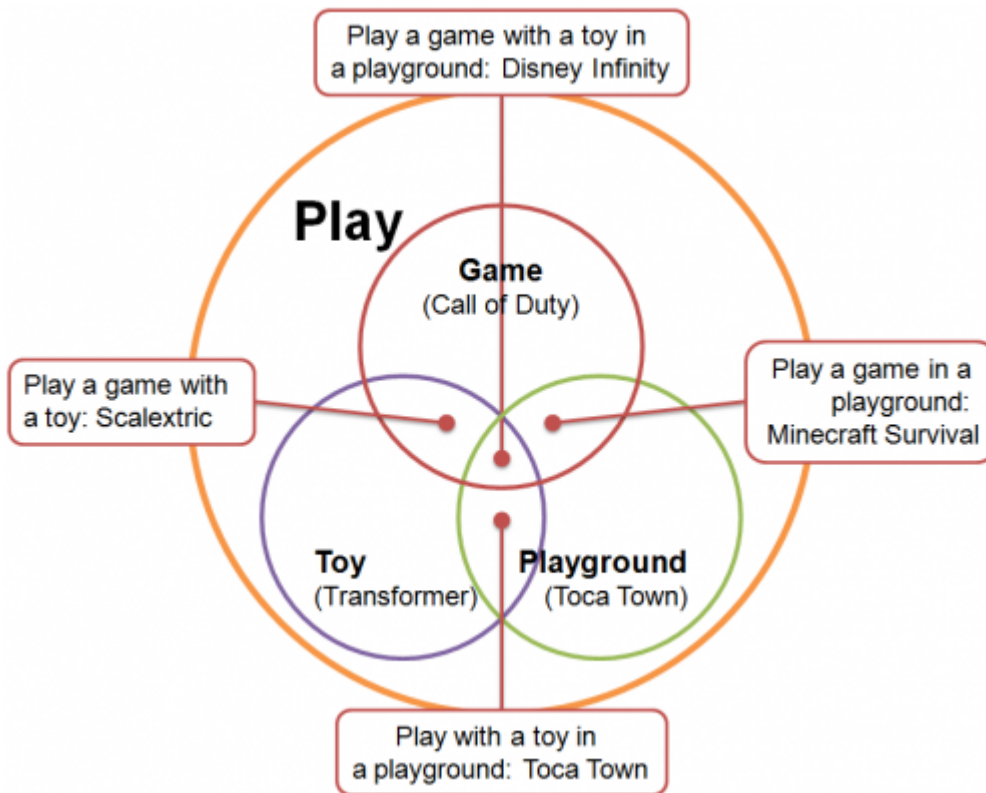 Play a game with a toy in
a playground: Disney Infinity
Play
Game
(Call of Duty)
Play a game with
a toy: Scalextric
Play a game in a
playground:
Minecraft Survival
Toy
(Transformer)
Playground
(Toca Town)
Play with a toy in
a playground: Toca Town